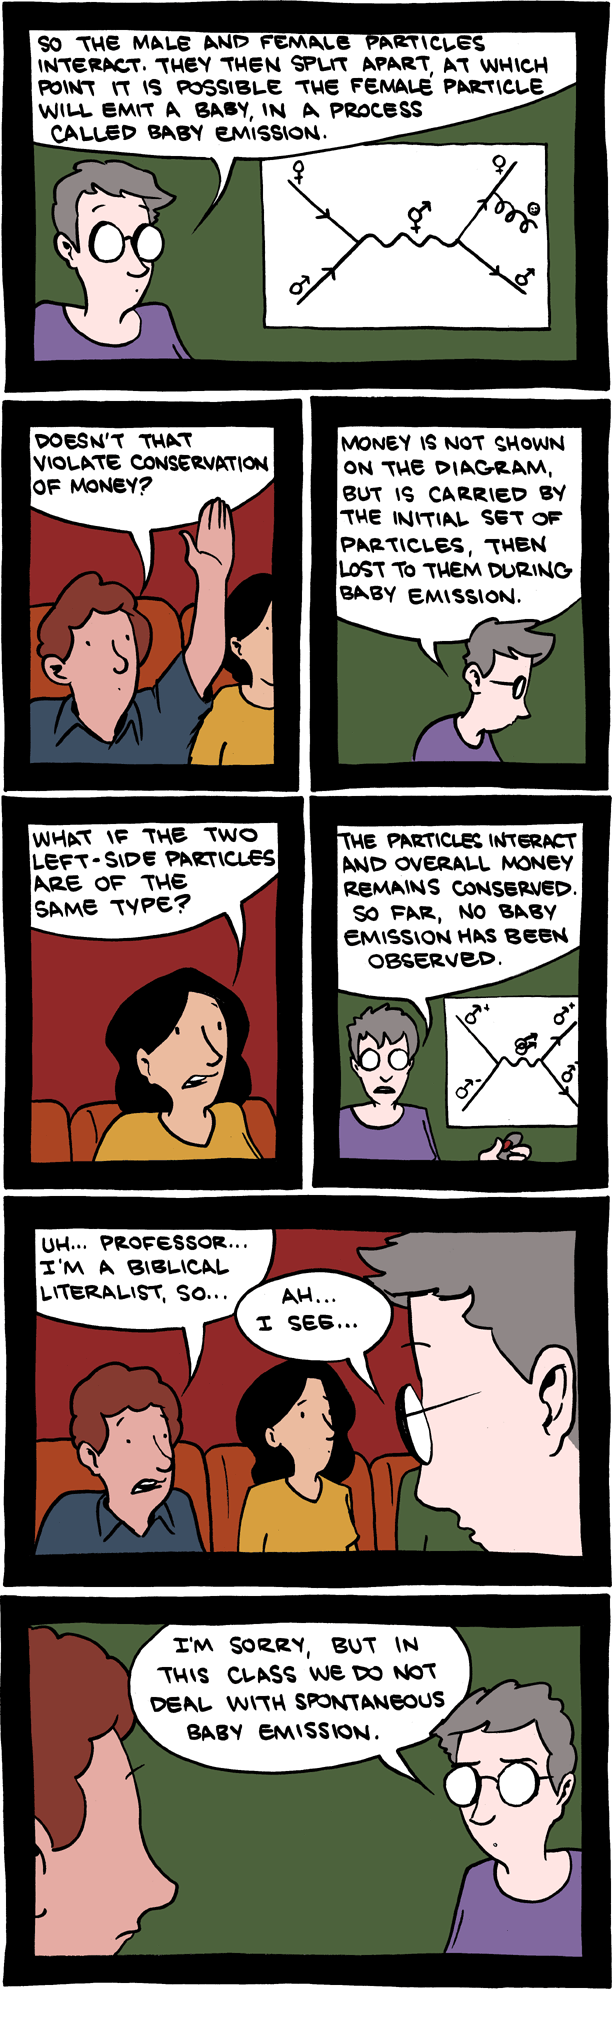 SO THE MALE AND FEMALE PARTICLES
INTERACT. THEY THEN SPLIT APART, AT WHICH
POINT IT IS POSSIBLE THE FEMALE PARTICLE
WILL EMIT A BABY, IN A PROCESS
CALLED BABY EMISSION.
♀ ♀
⚥
♂ ♂
DOESN'T THAT
VIOLATE CONSERVATION
OF MONEY?
MONEY IS NOT SHOWN
ON THE DIAGRAM,
BUT IS CARRIED BY
THE INITIAL SET OF
PARTICLES, THEN
LOST TO THEM DURING
BABY EMISSION.
WHAT IF THE TWO
LEFT-SIDE PARTICLES
ARE OF THE
SAME TYPE?
THE PARTICLES INTERACT
AND OVERALL MONEY
REMAINS CONSERVED.
SO FAR, NO BABY
EMISSION HAS BEEN
OBSERVED.
♂+ ♂+
⚣
♂- ♂-
UH... PROFESSOR...
I'M A BIBLICAL
LITERALIST, SO...
AH...
I SEE...
I'M SORRY, BUT IN
THIS CLASS WE DO NOT
DEAL WITH SPONTANEOUS
BABY EMISSION.